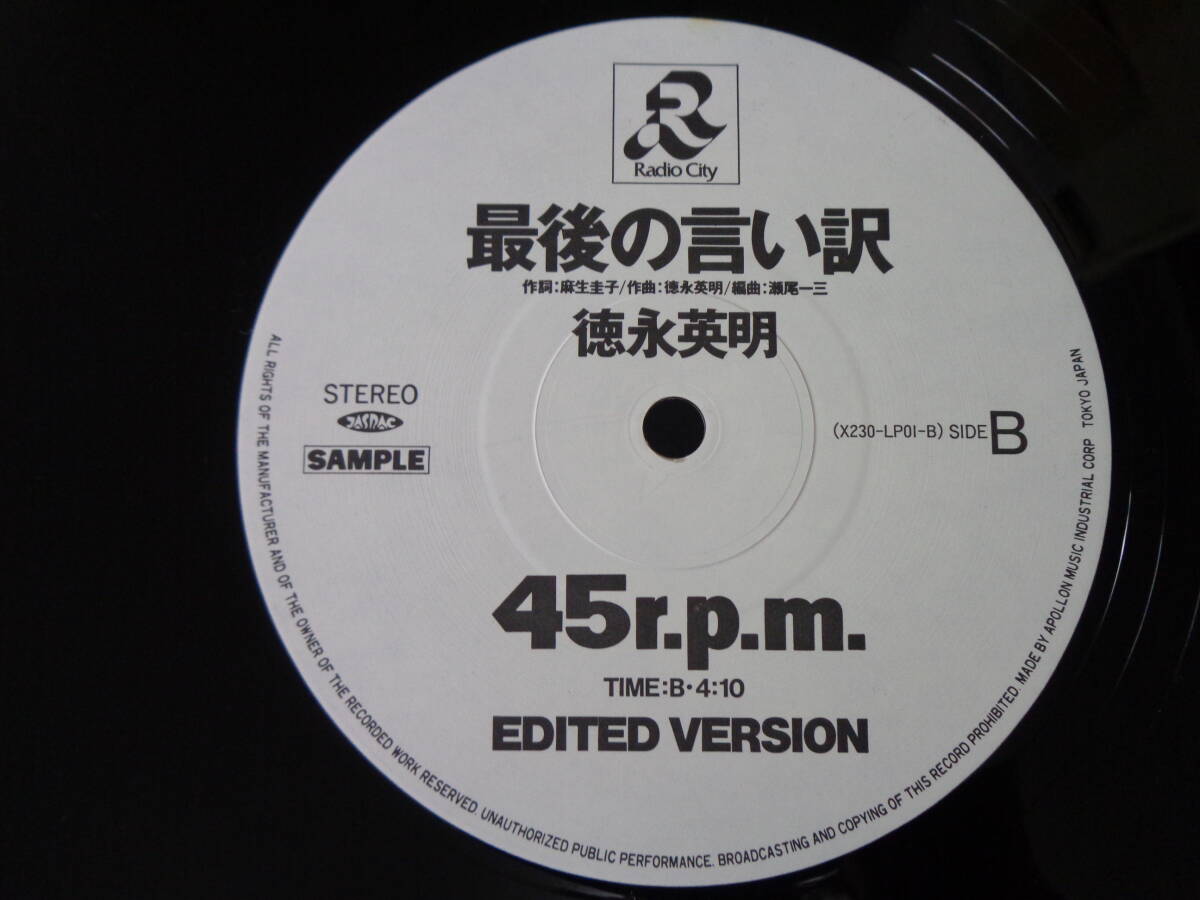 R
Radio City
最後の言い訳
作詞:麻生圭子/作曲:徳永英明/編曲:瀬尾一三
徳永英明
STEREO
JASRAC
SAMPLE
(X230-LP01-B) SIDE B
45r.p.m.
TIME:B・4:10
EDITED VERSION
ALL RIGHTS OF THE MANUFACTURER AND OF THE OWNER OF THE RECORDED WORK RESERVED. UNAUTHORIZED PUBLIC PERFORMANCE. BROADCASTING AND COPYING OF THIS RECORD PROHIBITED. MADE BY APOLLON MUSIC INDUSTRIAL CORP TOKYO JAPAN